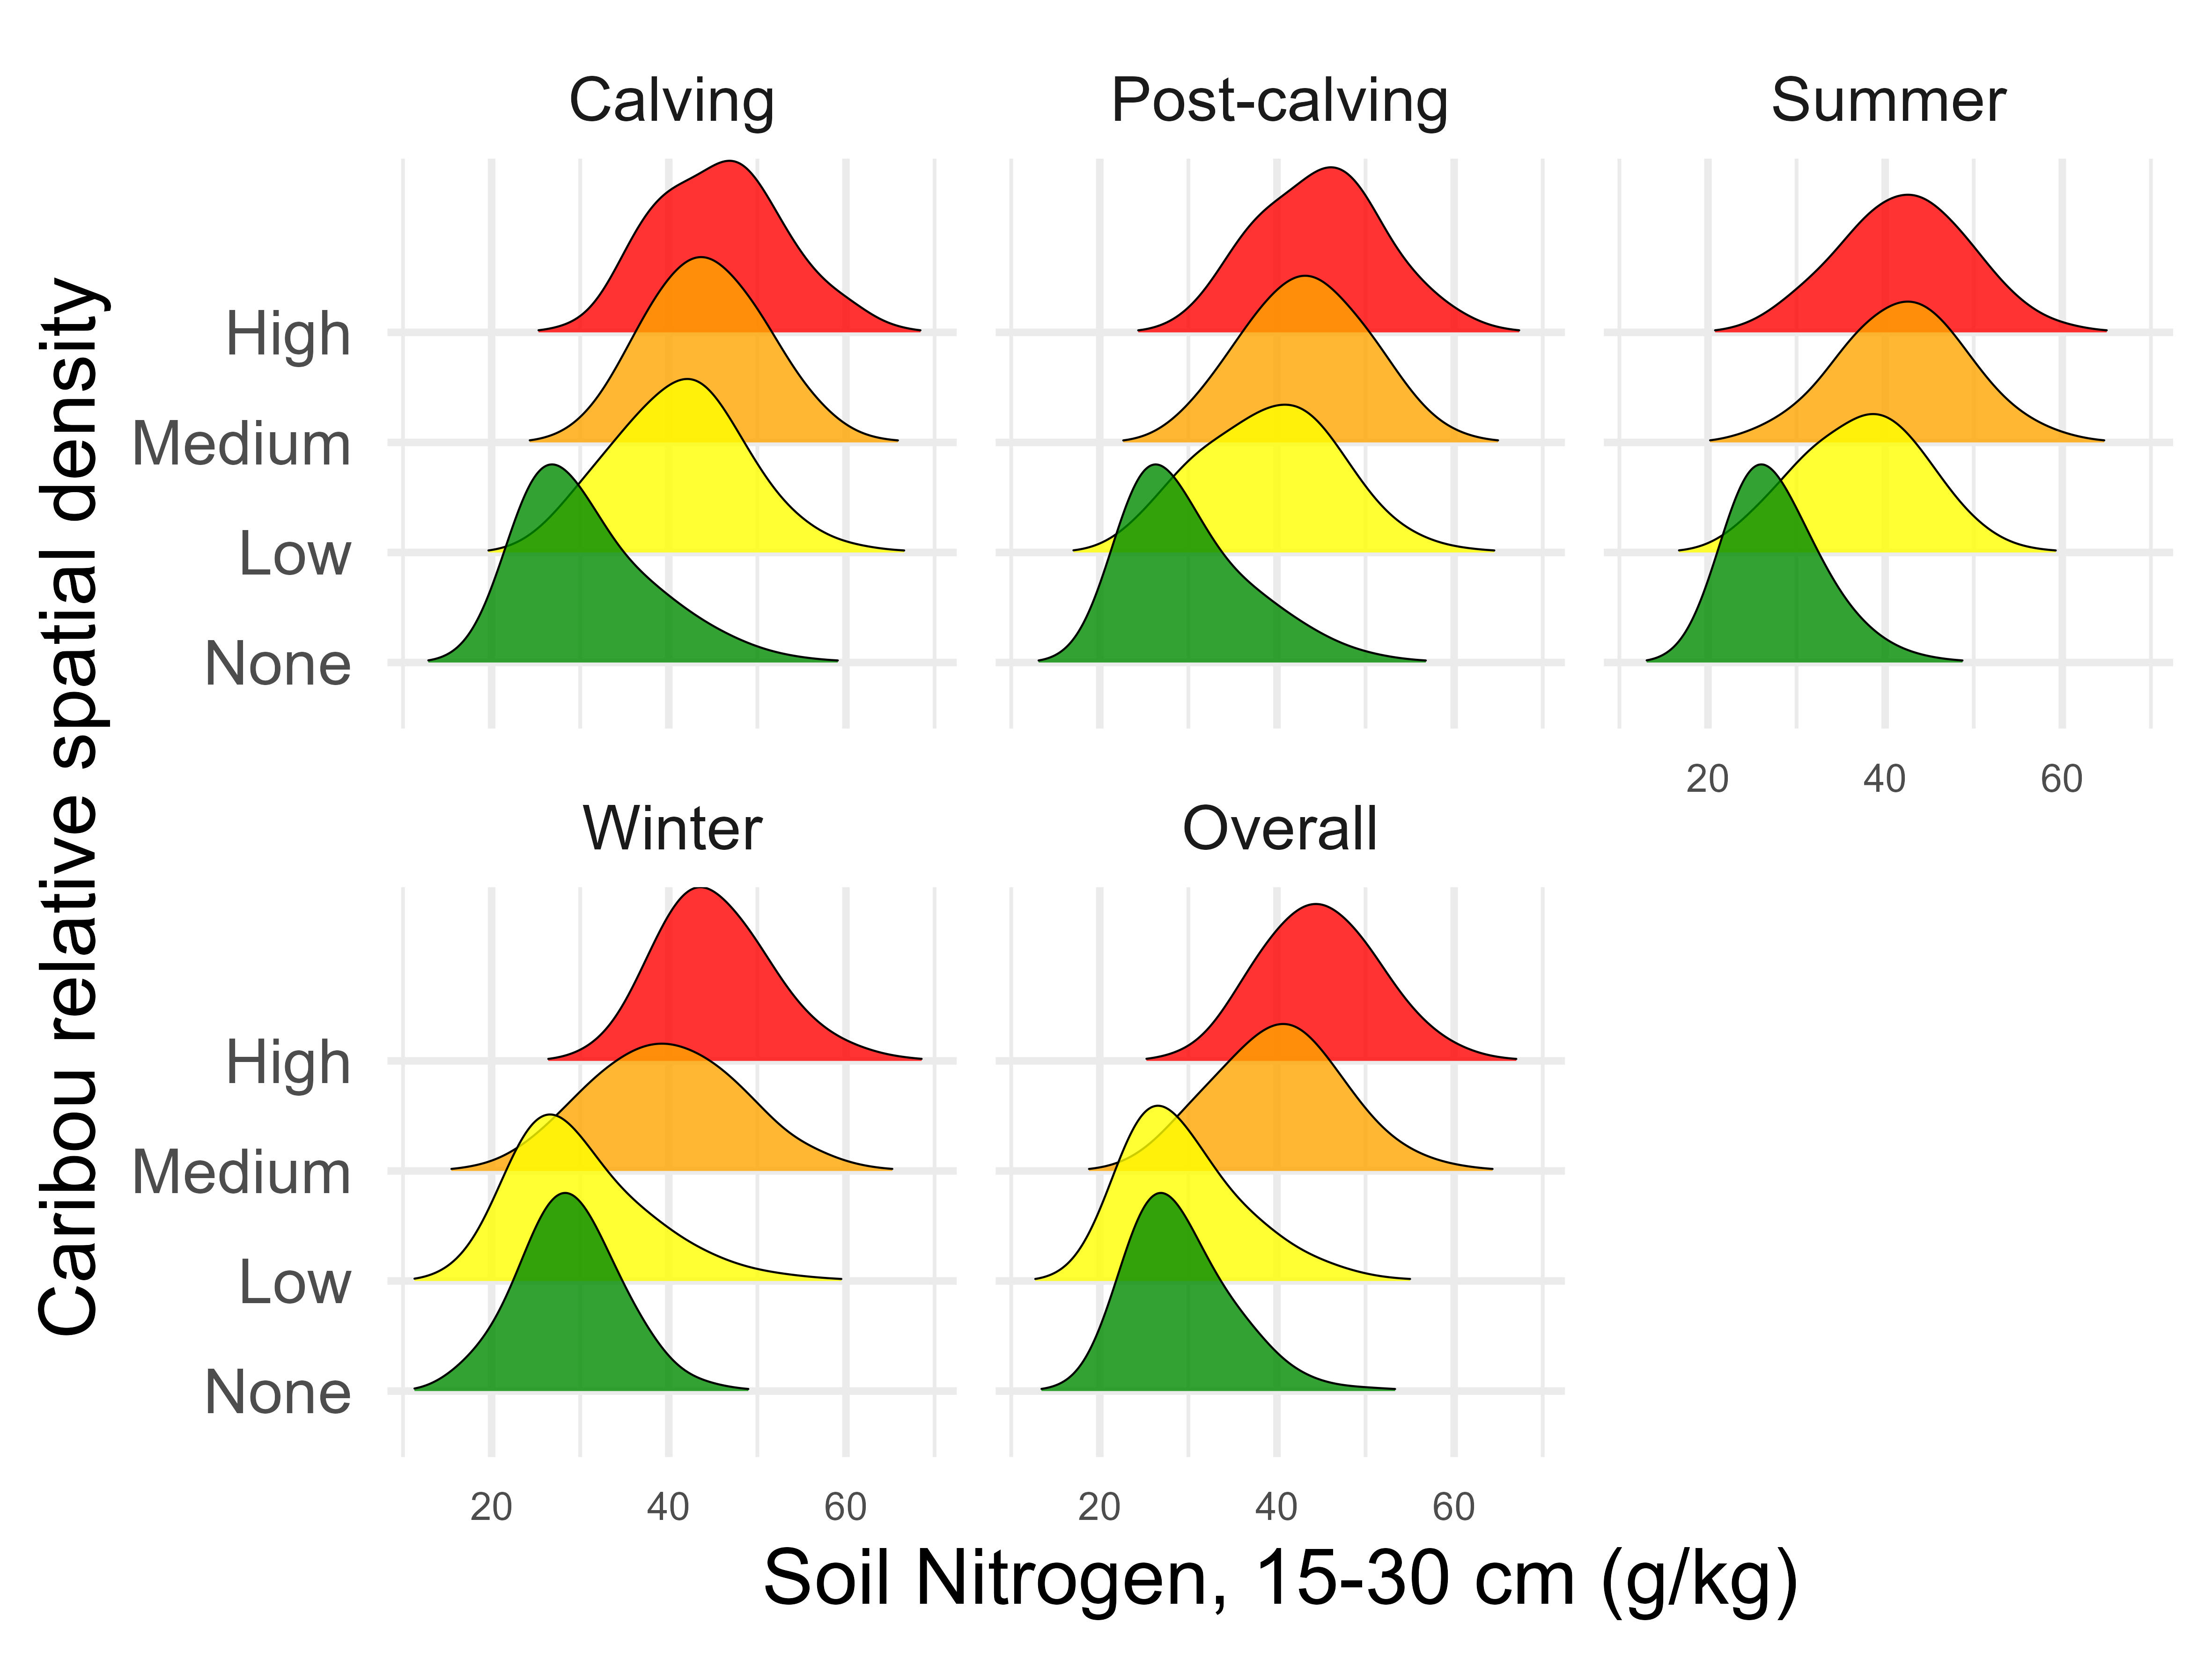 Calving
Post-calving
Summer
Caribou relative spatial density
High
Medium
Low
None
20 40 60
Winter
Overall
High
Medium
Low
None
20 40 60
20 40 60
Soil Nitrogen, 15-30 cm (g/kg)